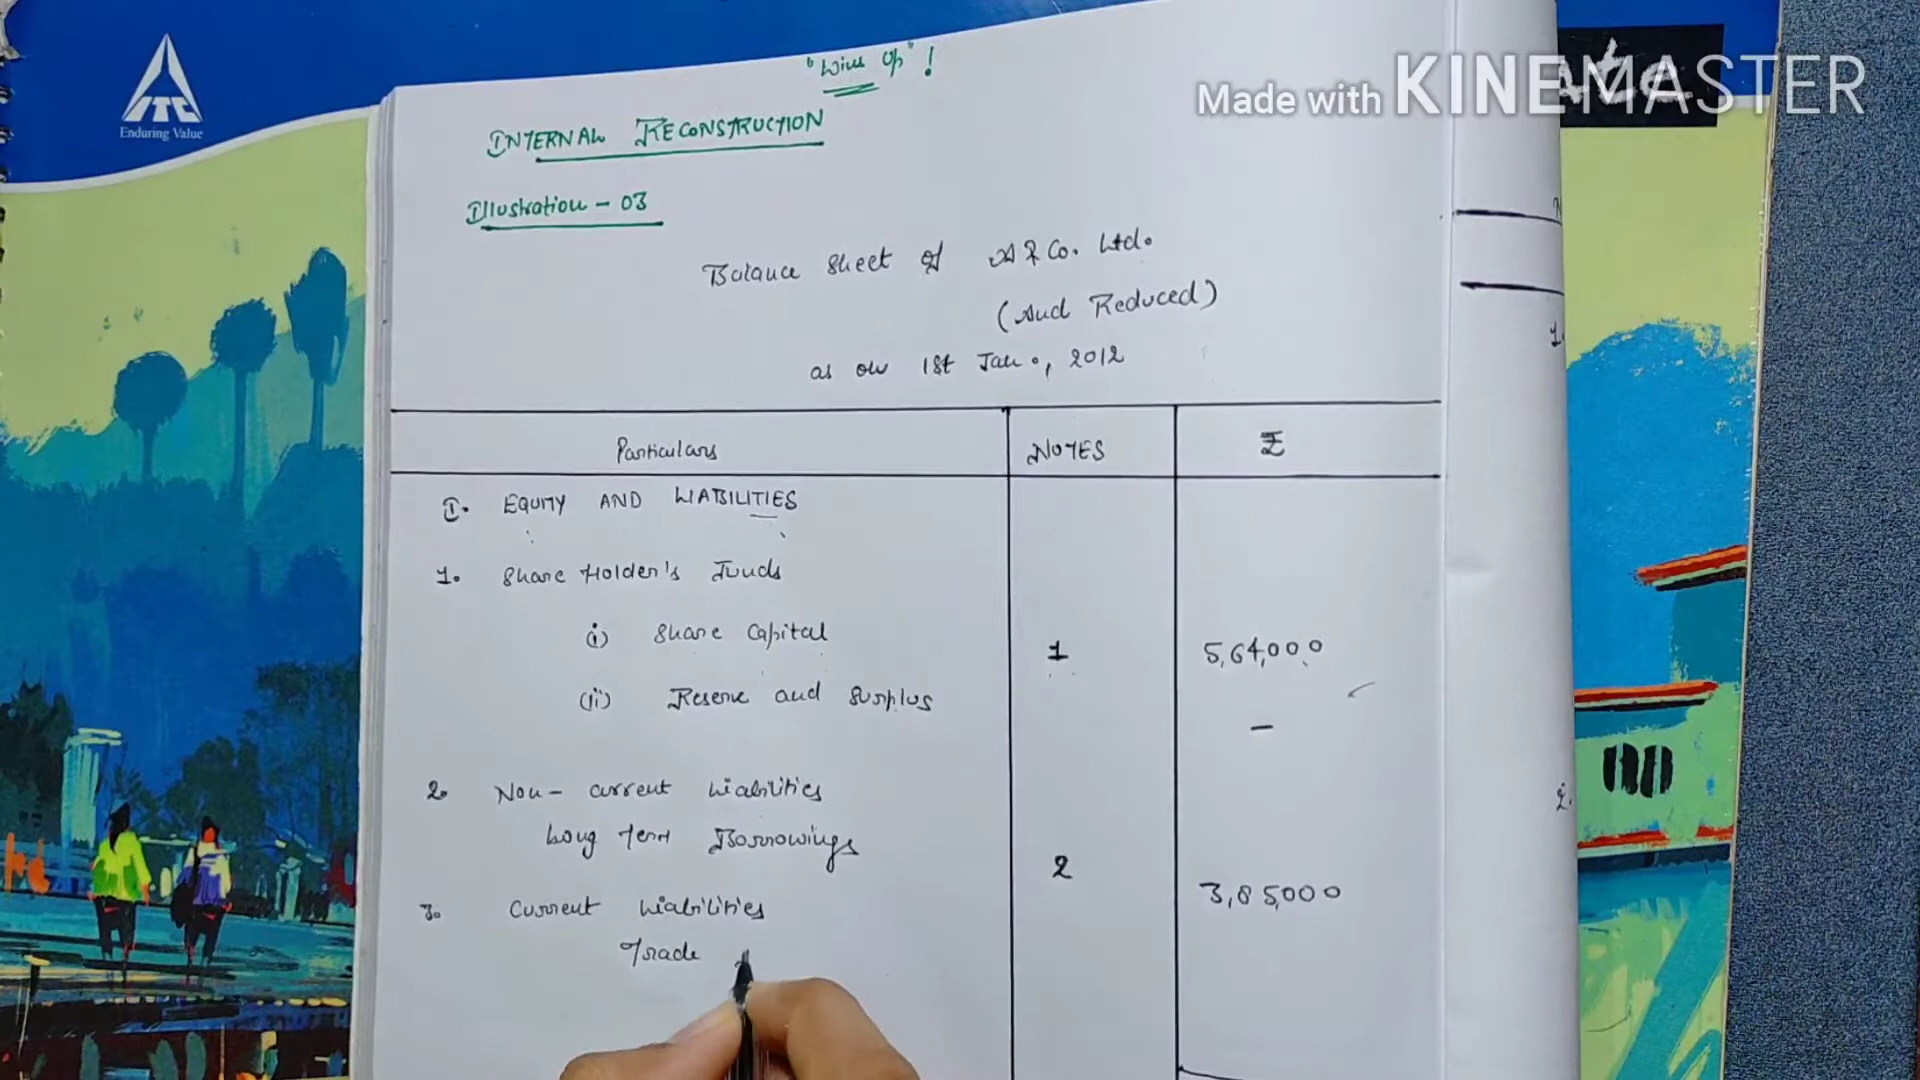 "Wins Up"!
Made with KINEMASTER
ITC
Enduring Value
INTERNAL RECONSTRUCTION
Illustration - 03
Balance Sheet of A & Co. Ltd.
(And Reduced)
as on 1st Jan., 2012
Particulars NOTES ₹
I. EQUITY AND LIABILITIES
1. Share Holder's Funds
(i) Share Capital 1 5,64,000
(ii) Reserve and Surplus -
2. Non-current Liabilities
Long term Borrowings 2 3,85,000
3. Current Liabilities
Trade
1.
2.